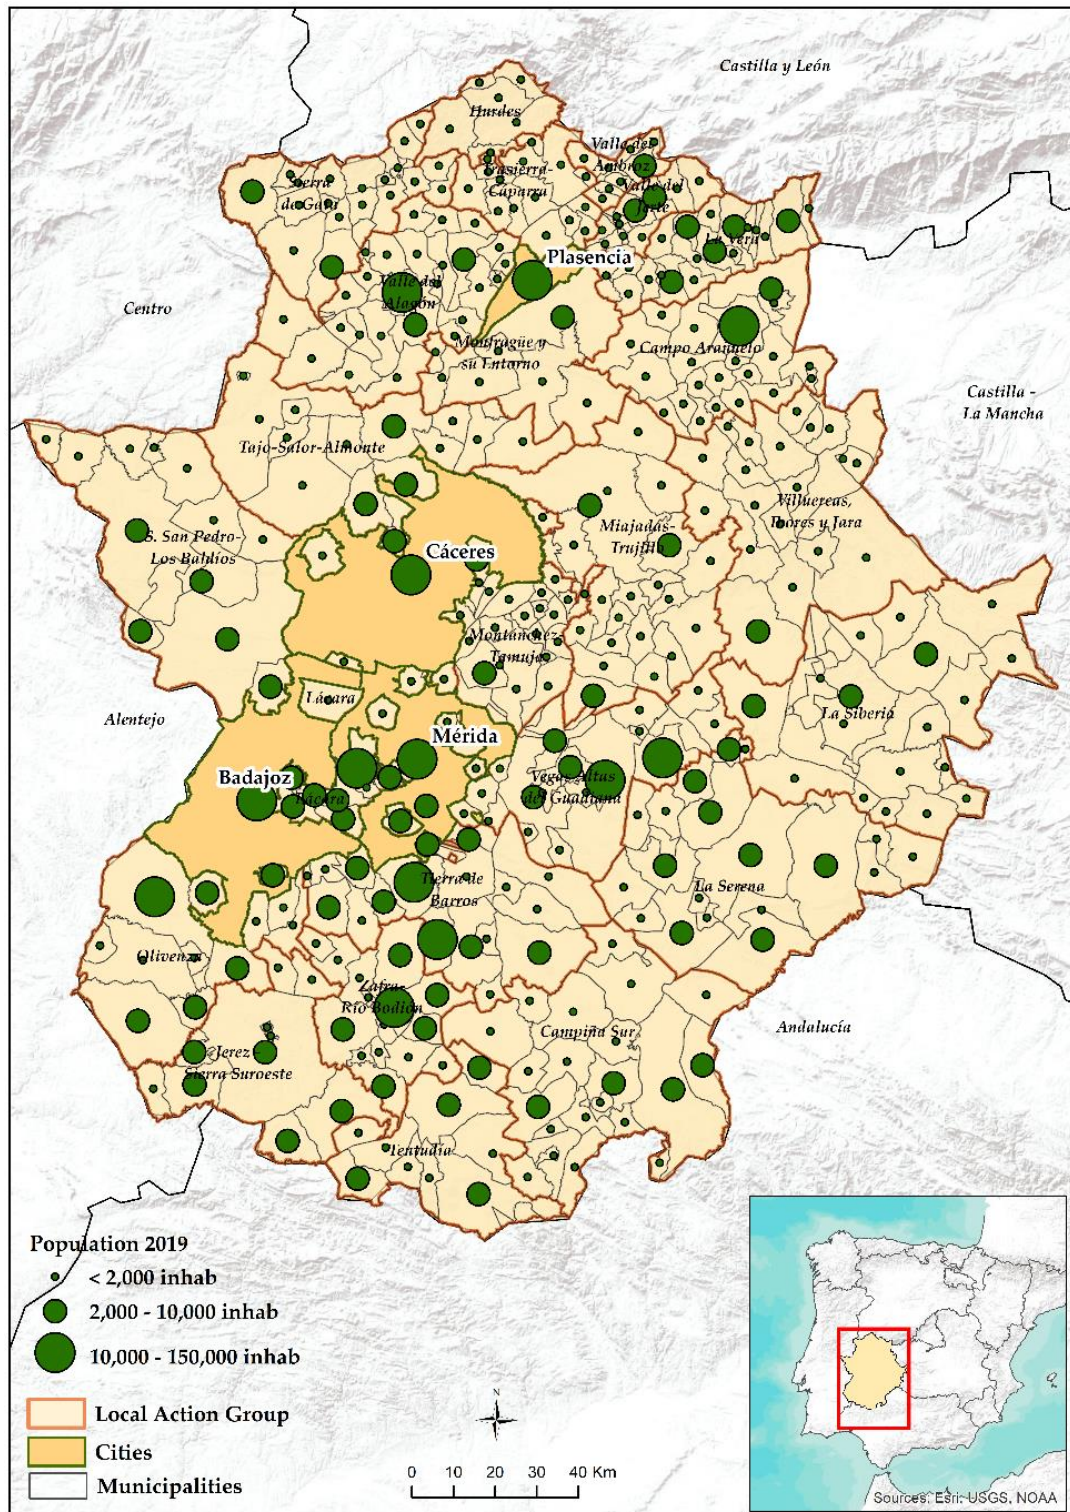 Castilla y León
Hurdes
Valle del
Ambroz
Trasierra-
Cáparra
Sierra
de Gata
Valle del
Jerte
La Vera
Plasencia
Valle del
Alagón
Centro
Monfragüe y
su Entorno
Campo Arañuelo
Castilla -
La Mancha
Tajo-Salor-Almonte
Villuercas,
Ibores y Jara
Miajadas-
Trujillo
S. San Pedro-
Los Baldíos
Cáceres
Montánchez-
Tamuja
Lácara
La Siberia
Alentejo
Mérida
Badajoz
Vegas Altas
del Guadiana
Lácara
La Serena
Tierra de
Barros
Olivenza
Zafra-
Río Bodión
Campiña Sur
Andalucía
Jerez -
Sierra Suroeste
Tentudía
Population 2019
< 2,000 inhab
2,000 - 10,000 inhab
10,000 - 150,000 inhab
Local Action Group
Cities
Municipalities
N
0 10 20 30 40 Km
Sources: Esri, USGS, NOAA